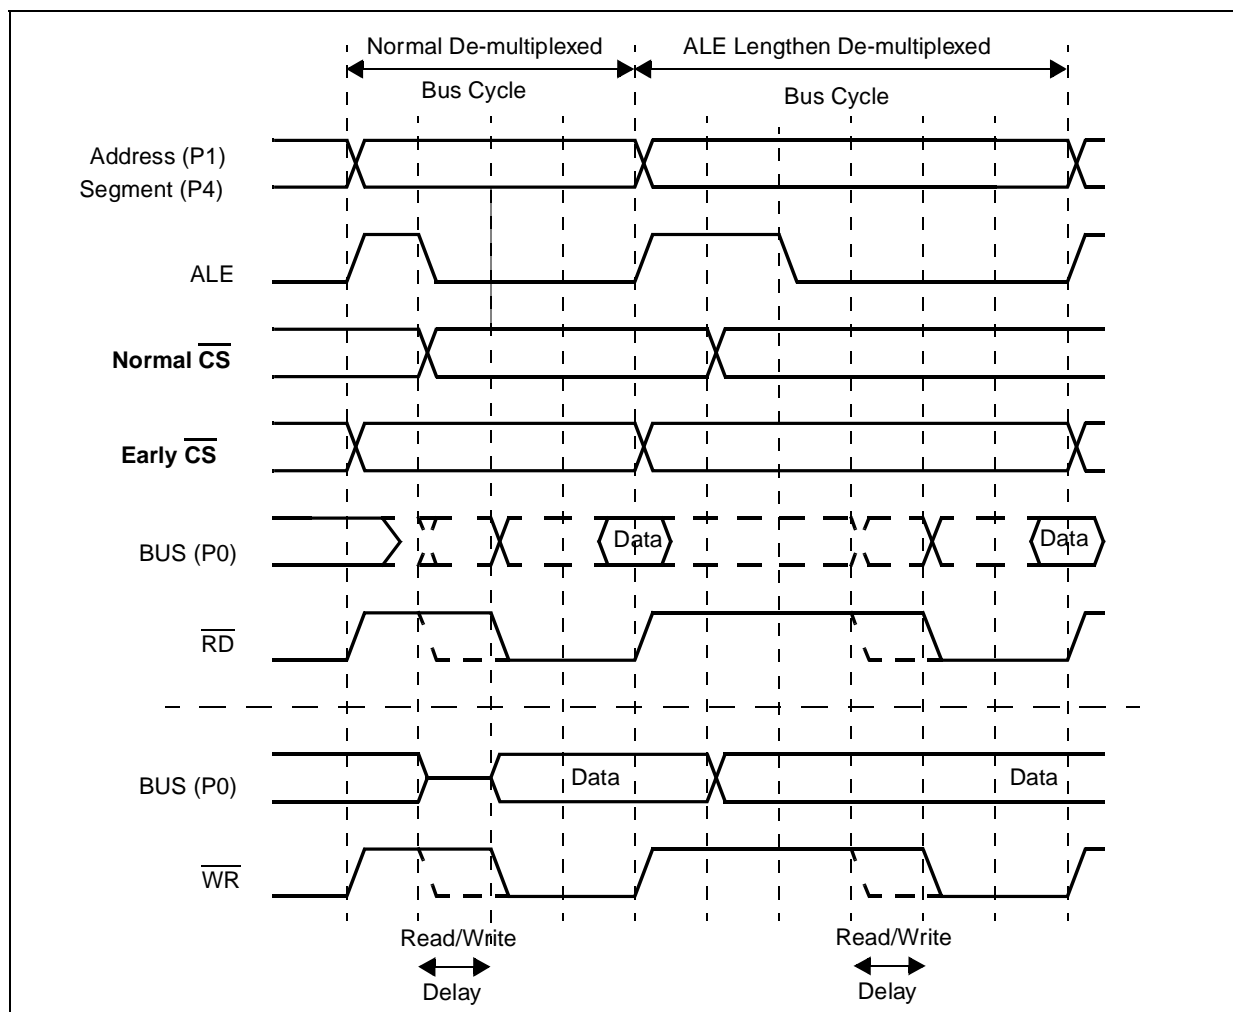 Normal De-multiplexed
Bus Cycle
ALE Lengthen De-multiplexed
Bus Cycle
Address (P1)
Segment (P4)
ALE
Normal CS
Early CS
BUS (P0)
Data
Data
RD
BUS (P0)
Data
Data
WR
Read/Write
Delay
Read/Write
Delay